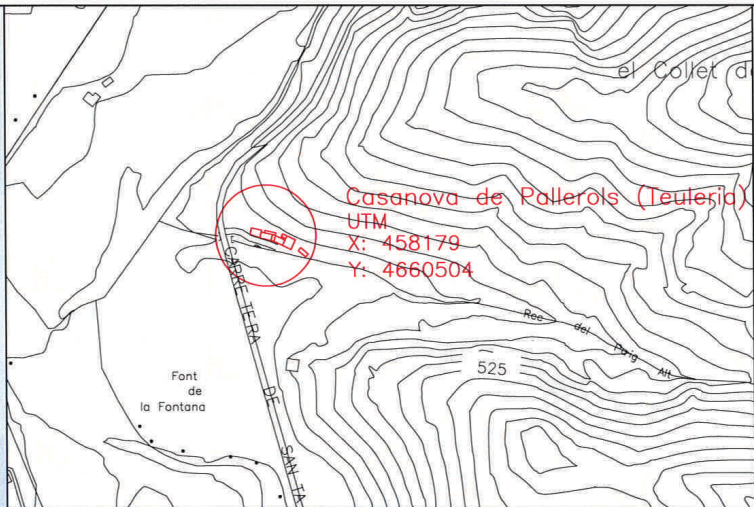 el Collet d
Casanova de Pallerols (Teuleria)
UTM
X: 458179
Y: 4660504
CARRETERA DE SANTA
Rec del Puig Alt
525
Font
de
la Fontana